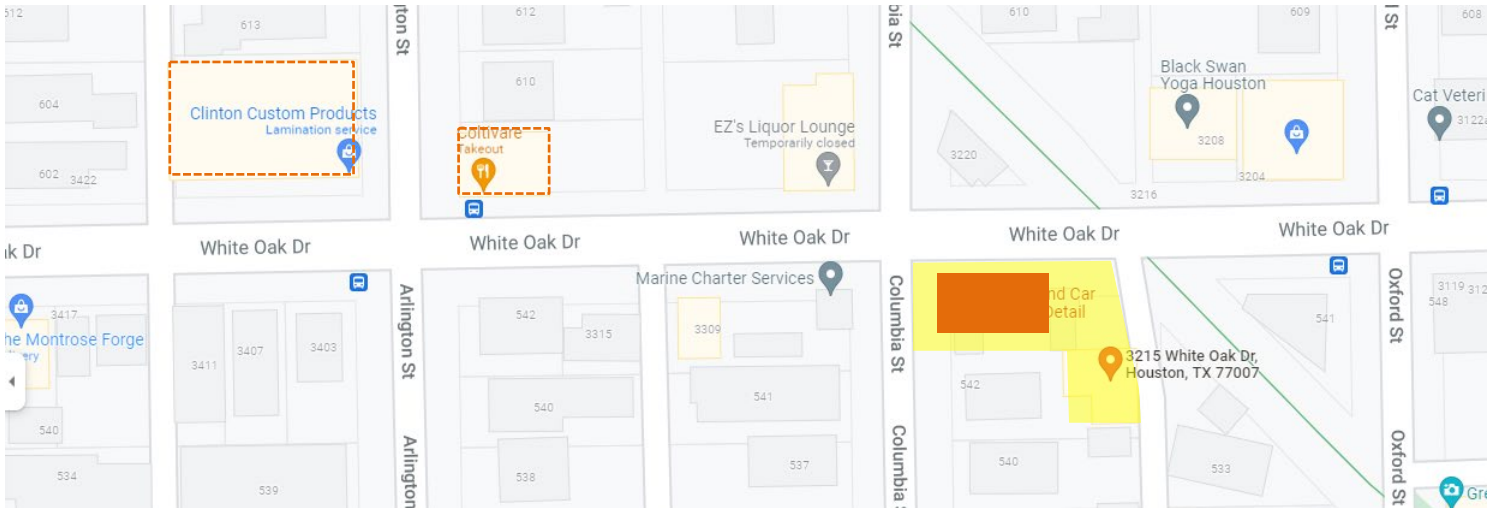 512
613
612
610
609
608
lton St
bia St
l St
604
Clinton Custom Products
Lamination service
610
Coltivare
Takeout
EZ's Liquor Lounge
Temporarily closed
Black Swan
Yoga Houston
3208
Cat Veteri
3122
3220
602
3422
3216
3204
ak Dr
White Oak Dr
White Oak Dr
White Oak Dr
White Oak Dr
White Oak Dr
Marine Charter Services
3417
The Montrose Forge
very
3411
3407
3403
Arlington St
542
3315
3309
Columbia St
nd Car
Detail
3215 White Oak Dr,
Houston, TX 77007
541
Oxford St
3119
312
548
540
540
541
542
534
539
Arlington
538
537
Columbia S
540
533
Oxford St
Gre